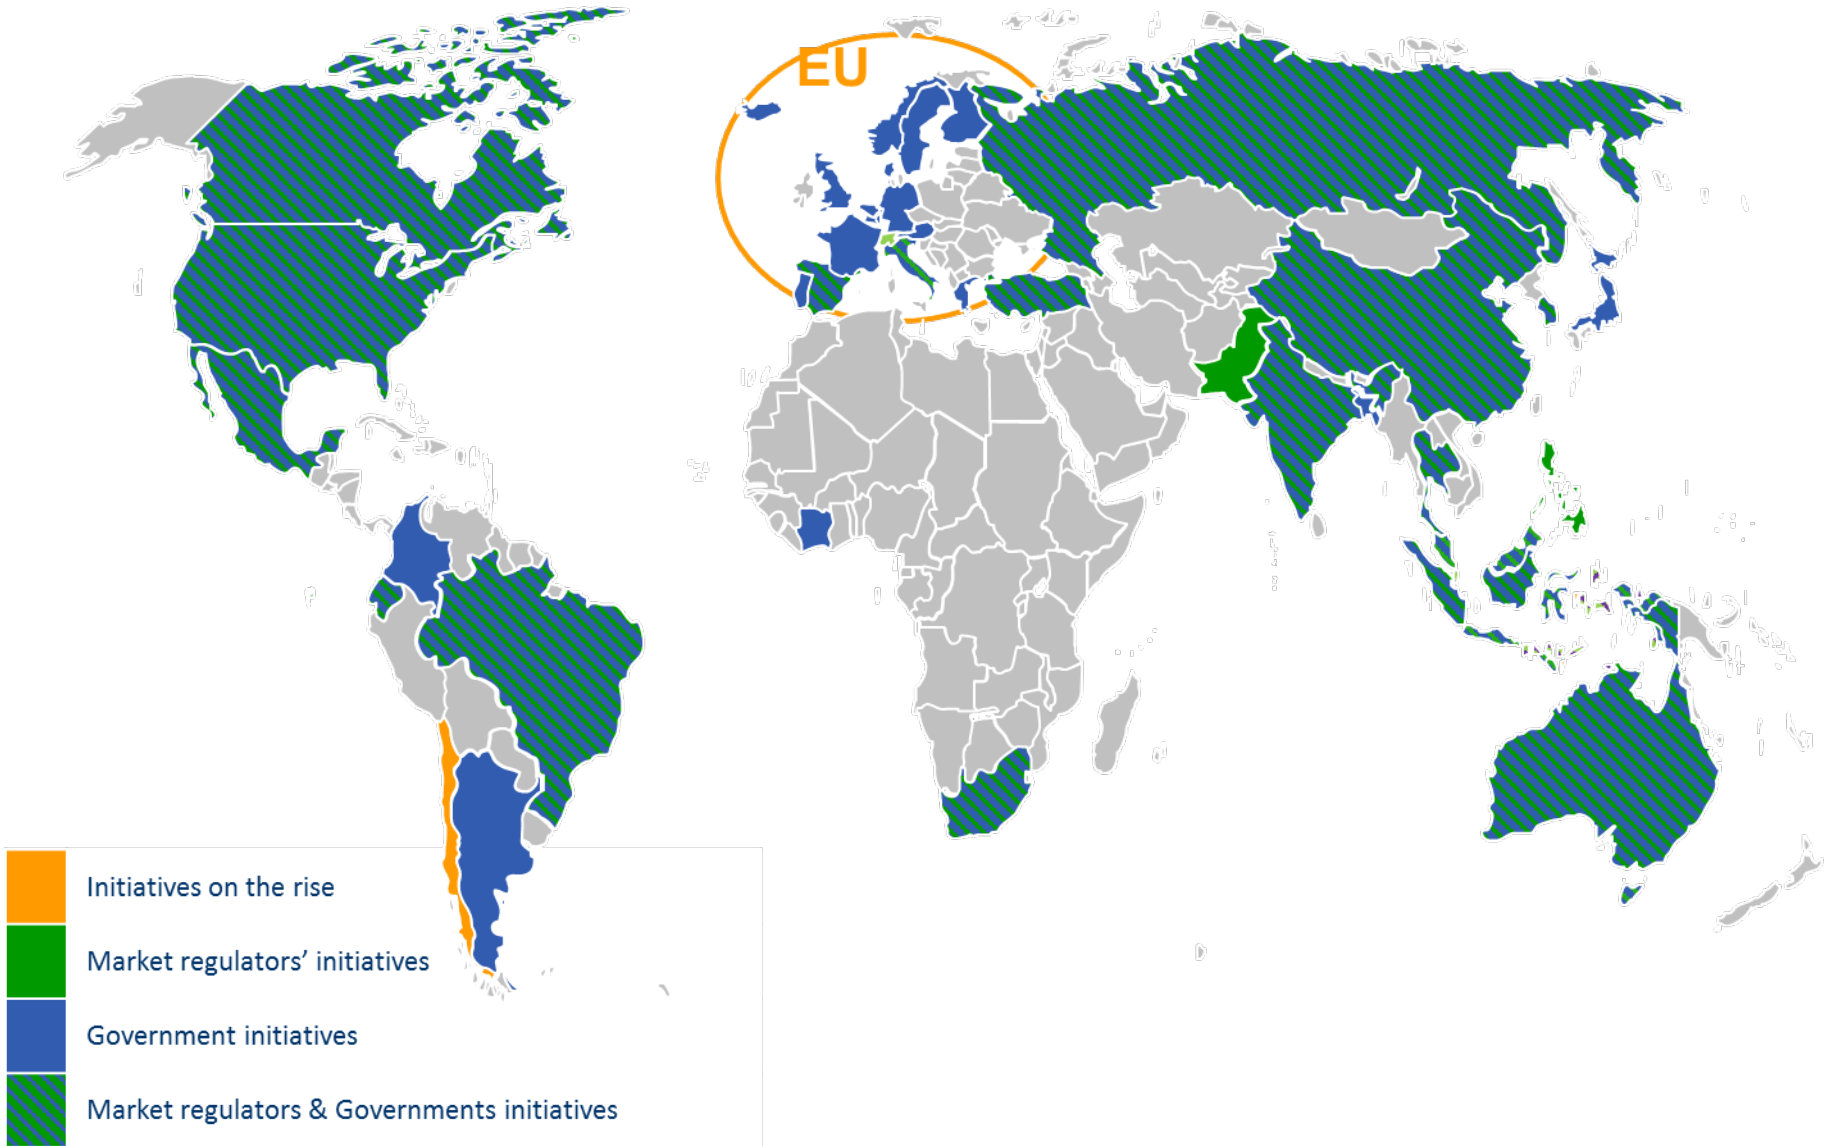 EU
Initiatives on the rise
Market regulators’ initiatives
Government initiatives
Market regulators & Governments initiatives